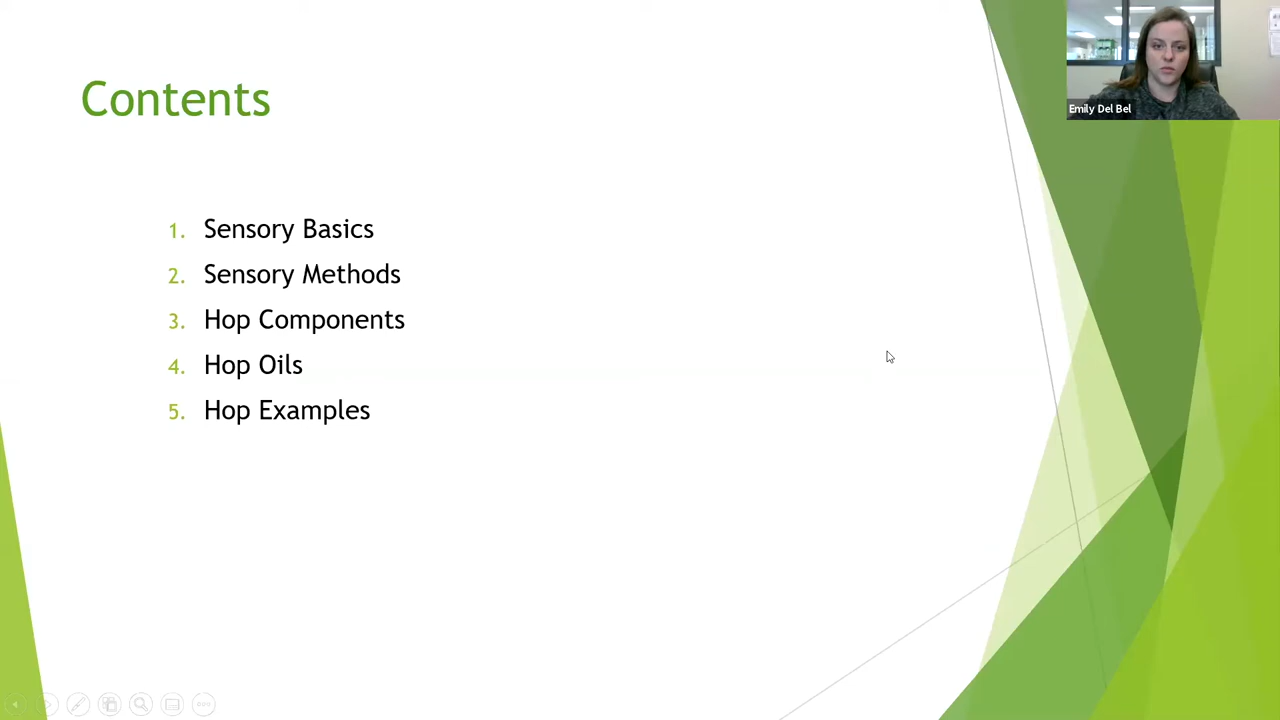 Contents
Emily Del Bel
1. Sensory Basics
2. Sensory Methods
3. Hop Components
4. Hop Oils
5. Hop Examples